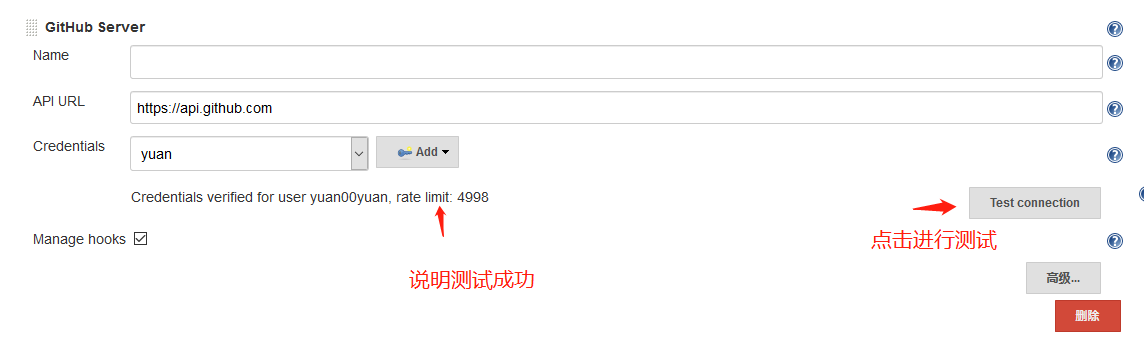 GitHub Server
Name
API URL
https://api.github.com
Credentials
yuan
Add
Credentials verified for user yuan00yuan, rate limit: 4998
Test connection
点击进行测试
Manage hooks
说明测试成功
高级...
删除